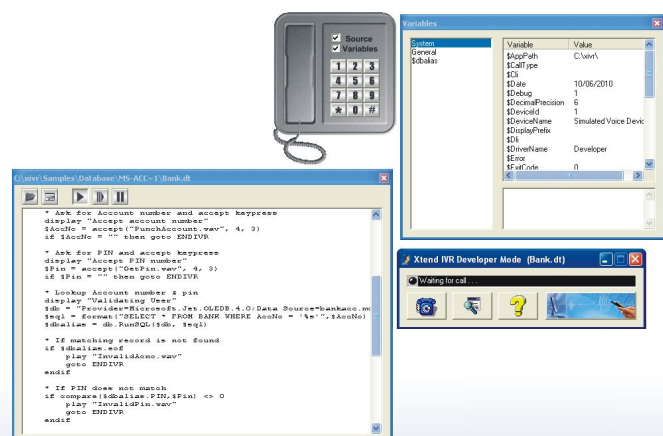 Source
Variables
1 2 3
4 5 6
7 8 9
* 0 #
Variables
System
General
$dbalias
Variable Value
$AppPath C:\xivr\
$CallType
$Cli
$Date 10/06/2010
$Debug 1
$DecimalPrecision 6
$DeviceId 1
$DeviceName Simulated Voice Devic
$DisplayPrefix
$Dli
$DriverName Developer
$Error
$ExitCode 0
C:\xivr\Samples\Database\MS-ACC~1\Bank.dt
* Ask for Account number and accept keypress
display "Accept account number"
$AccNo = accept("PunchAccount.wav", 4, 3)
if $AccNo = "" then goto ENDIVR
* Ask for PIN and accept keypress
display "Accept PIN number"
$Pin = accept("GetPin.wav", 4, 3)
if $Pin = "" then goto ENDIVR
* Lookup Account number & pin
display "Validating User"
$db = "Provider=Microsoft.Jet.OLEDB.4.0;Data Source=bankacc.m
$sql = format("SELECT * FROM BANK WHERE AccNo = '%s'",$AccNo)
$dbalias = db.RunSQL($db, $sql)
* If matching record is not found
if $dbalias.eof
play "InvalidAcno.wav"
goto ENDIVR
endif
* If PIN does not match
if compare($dbalias.PIN,$Pin) <> 0
play "InvalidPin.wav"
goto ENDIVR
endif
Xtend IVR Developer Mode (Bank.dt)
Waiting for call . . .